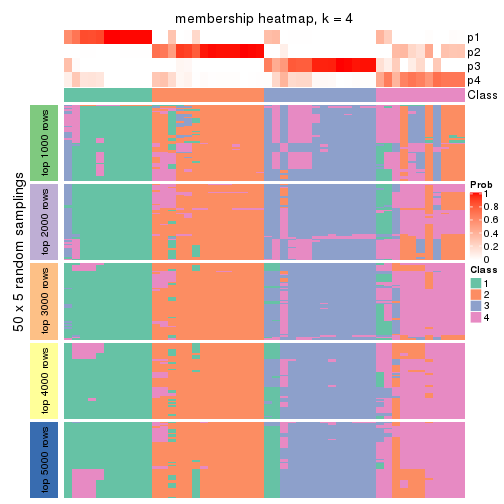 membership heatmap, k = 4
p1
p2
p3
p4
Class
50 x 5 random samplings
top 1000 rows
top 2000 rows
top 3000 rows
top 4000 rows
top 5000 rows
Prob
1
0.8
0.6
0.4
0.2
0
Class
1
2
3
4